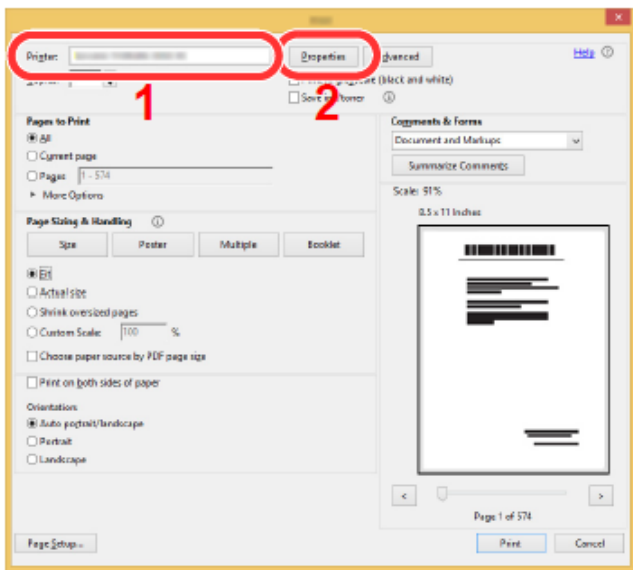 Printer:
Properties
Advanced
Help
1
2
(black and white)
Save ink/toner
Pages to Print
Comments & Forms
All
Document and Markups
Current page
Pages
1 - 574
Summarize Comments
More Options
Scale: 91%
8.5 x 11 Inches
Page Sizing & Handling
Size
Poster
Multiple
Booklet
Fit
Actual size
Shrink oversized pages
Custom Scale:
100
%
Choose paper source by PDF page size
Print on both sides of paper
Orientation:
Auto portrait/landscape
Portrait
Landscape
<
>
Page 1 of 574
Page Setup...
Print
Cancel